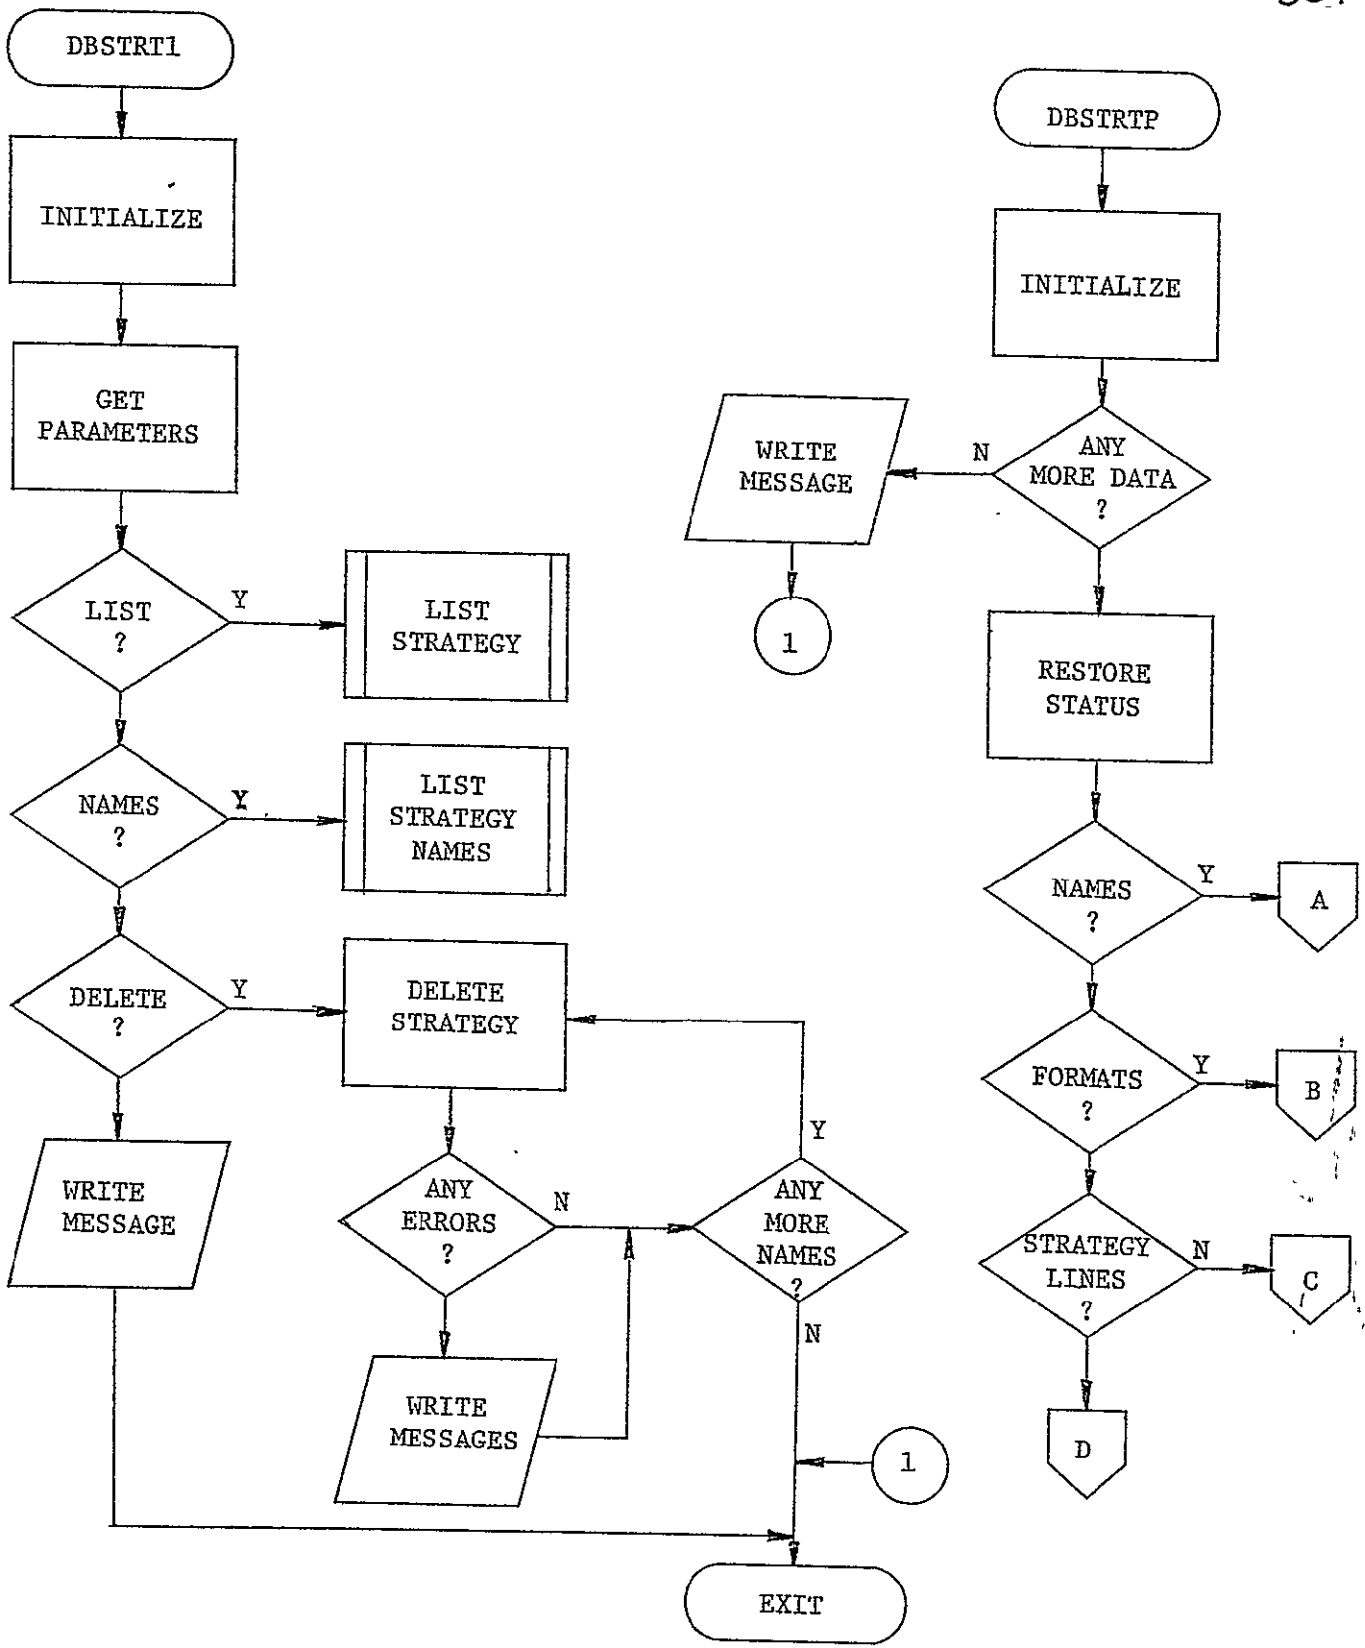 DBSTRT1
INITIALIZE
GET
PARAMETERS
LIST
?
Y
LIST
STRATEGY
NAMES
?
Y
LIST
STRATEGY
NAMES
DELETE
?
Y
DELETE
STRATEGY
WRITE
MESSAGE
ANY
ERRORS
?
N
WRITE
MESSAGES
ANY
MORE
NAMES
?
Y
N
1
EXIT
DBSTRTP
INITIALIZE
ANY
MORE DATA
?
N
WRITE
MESSAGE
1
RESTORE
STATUS
NAMES
?
Y
A
FORMATS
?
Y
B
STRATEGY
LINES
?
N
C
D